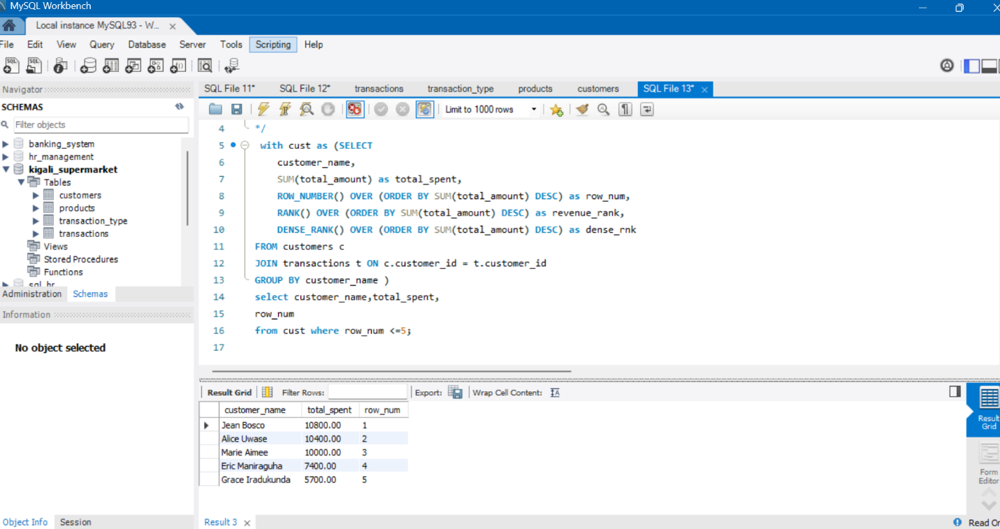 MySQL Workbench
Local instance MySQL93 - W... ×
File Edit View Query Database Server Tools Scripting Help
Navigator
SCHEMAS
Filter objects
banking_system
hr_management
kigali_supermarket
Tables
customers
products
transaction_type
transactions
Views
Stored Procedures
Functions
sql_hr
Administration Schemas
Information
No object selected
Object Info Session
SQL File 11* SQL File 12* transactions transaction_type products customers SQL File 13* ×
Limit to 1000 rows
4 */
5 with cust as (SELECT
6 customer_name,
7 SUM(total_amount) as total_spent,
8 ROW_NUMBER() OVER (ORDER BY SUM(total_amount) DESC) as row_num,
9 RANK() OVER (ORDER BY SUM(total_amount) DESC) as revenue_rank,
10 DENSE_RANK() OVER (ORDER BY SUM(total_amount) DESC) as dense_rnk
11 FROM customers c
12 JOIN transactions t ON c.customer_id = t.customer_id
13 GROUP BY customer_name )
14 select customer_name,total_spent,
15 row_num
16 from cust where row_num <=5;
17
Result Grid Filter Rows: Export: Wrap Cell Content:
customer_name total_spent row_num
Jean Bosco 10800.00 1
Alice Uwase 10400.00 2
Marie Aimee 10000.00 3
Eric Maniraguha 7400.00 4
Grace Iradukunda 5700.00 5
Result
Grid
Form
Editor
Result 3 ×
Read On